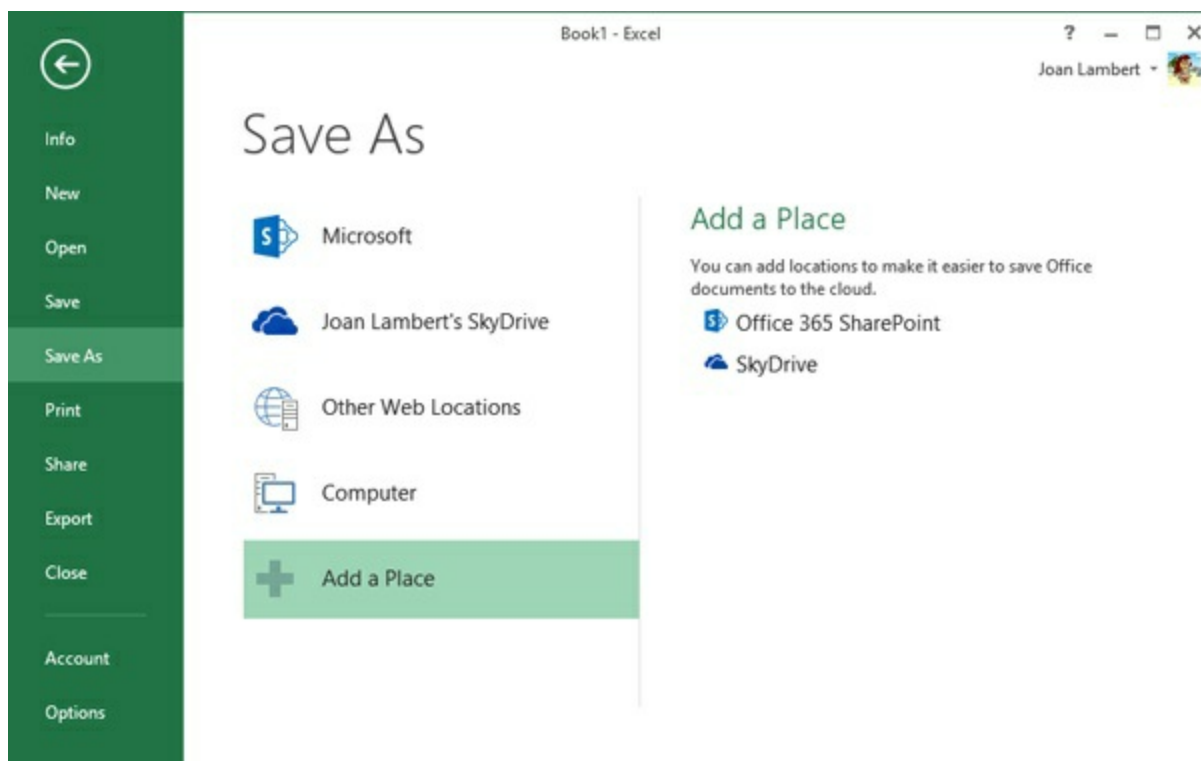 Book1 - Excel
?
Joan Lambert
Info
New
Open
Save
Save As
Print
Share
Export
Close
Account
Options
Save As
S
Microsoft
Joan Lambert's SkyDrive
Other Web Locations
Computer
Add a Place
Add a Place
You can add locations to make it easier to save Office
documents to the cloud.
S
Office 365 SharePoint
SkyDrive